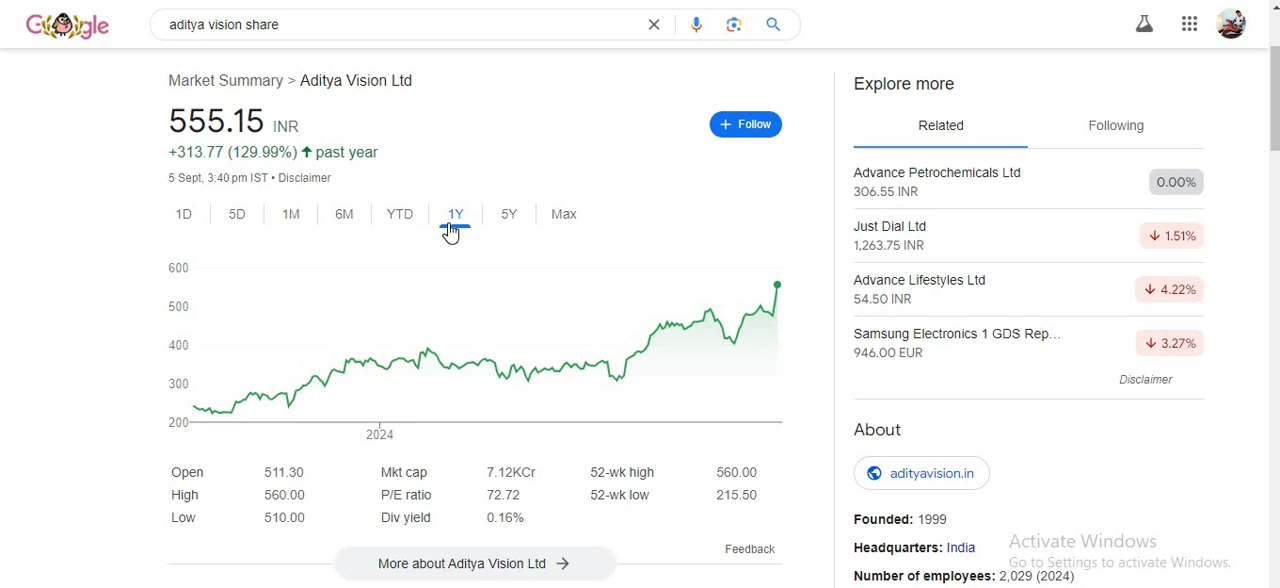 Google
aditya vision share
Market Summary > Aditya Vision Ltd
555.15 INR
+ Follow
+313.77 (129.99%) ↑ past year
5 Sept, 3:40 pm IST • Disclaimer
1D 5D 1M 6M YTD 1Y 5Y Max
600
500
400
300
200
2024
Open 511.30 Mkt cap 7.12KCr 52-wk high 560.00
High 560.00 P/E ratio 72.72 52-wk low 215.50
Low 510.00 Div yield 0.16%
Feedback
More about Aditya Vision Ltd →
Explore more
Related Following
Advance Petrochemicals Ltd
306.55 INR
0.00%
Just Dial Ltd
1,263.75 INR
↓ 1.51%
Advance Lifestyles Ltd
54.50 INR
↓ 4.22%
Samsung Electronics 1 GDS Rep...
946.00 EUR
↓ 3.27%
Disclaimer
About
adityavision.in
Founded: 1999
Headquarters: India
Number of employees: 2,029 (2024)
Activate Windows
Go to Settings to activate Windows.